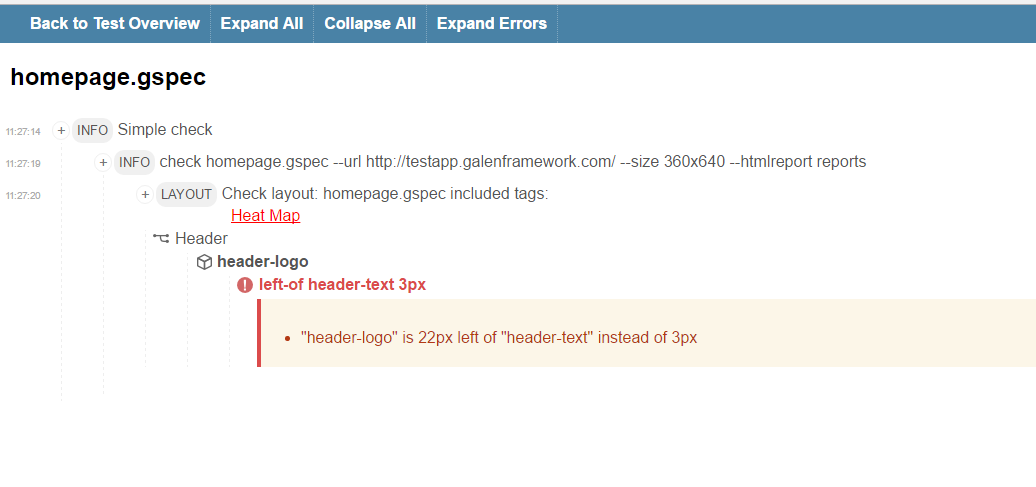 Back to Test Overview Expand All Collapse All Expand Errors
homepage.gspec
11:27:14 + INFO Simple check
11:27:19 + INFO check homepage.gspec --url http://testapp.galenframework.com/ --size 360x640 --htmlreport reports
11:27:20 + LAYOUT Check layout: homepage.gspec included tags:
Heat Map
Header
header-logo
left-of header-text 3px
• "header-logo" is 22px left of "header-text" instead of 3px